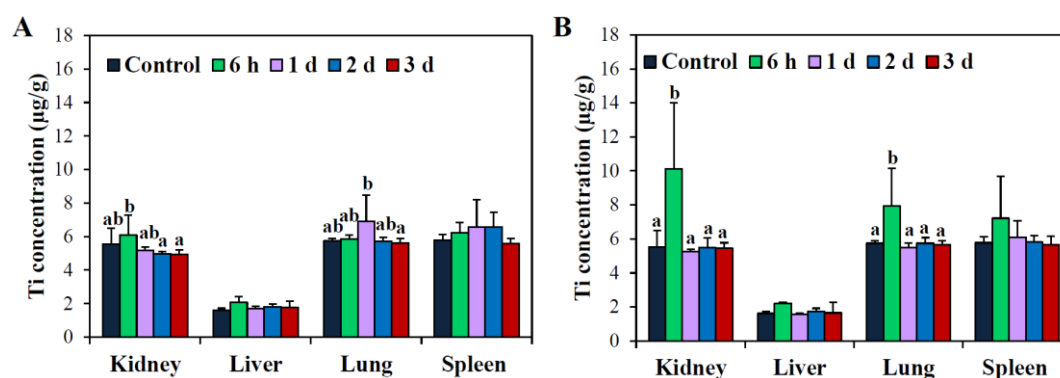 A
Ti concentration (µg/g)
18
16
14
12
10
8
6
4
2
0
Control 6 h 1 d 2 d 3 d
ab b ab a a
ab ab b ab a
Kidney Liver Lung Spleen
B
Ti concentration (µg/g)
18
16
14
12
10
8
6
4
2
0
Control 6 h 1 d 2 d 3 d
a b a a a
a b a a a
Kidney Liver Lung Spleen